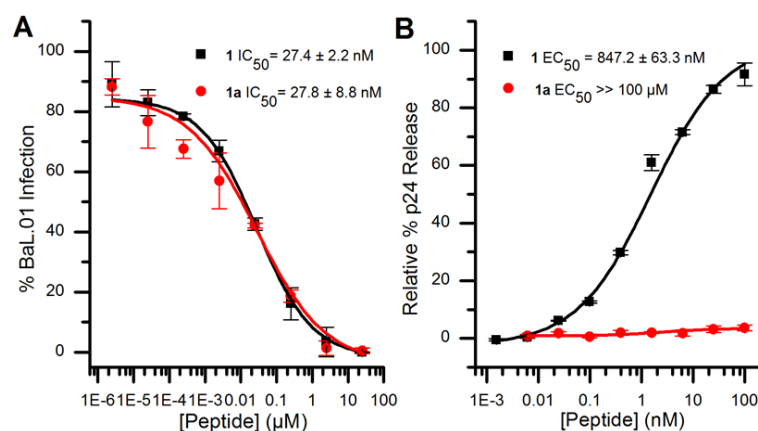 A
1 IC50 = 27.4 ± 2.2 nM
1a IC50= 27.8 ± 8.8 nM
100
80
60
40
20
0
% BaL.01 Infection
1E-61E-51E-41E-30.01 0.1 1 10 100
[Peptide] (µM)
B
1 EC50 = 847.2 ± 63.3 nM
1a EC50 >> 100 µM
100
80
60
40
20
0
Relative % p24 Release
1E-3 0.01 0.1 1 10 100
[Peptide] (nM)